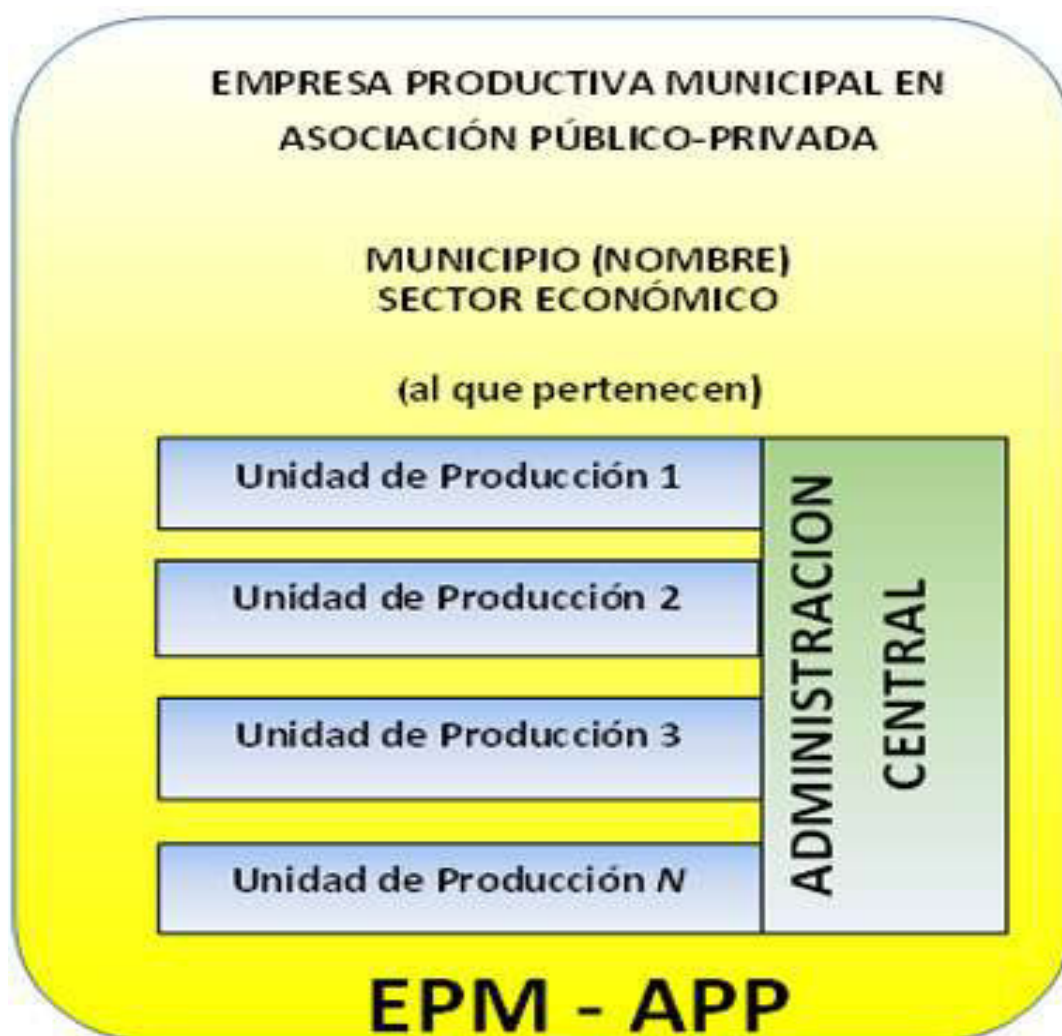 EMPRESA PRODUCTIVA MUNICIPAL EN
ASOCIACIÓN PÚBLICO-PRIVADA
MUNICIPIO (NOMBRE)
SECTOR ECONÓMICO
(al que pertenecen)
Unidad de Producción 1
Unidad de Producción 2
Unidad de Producción 3
Unidad de Producción N
ADMINISTRACION
CENTRAL
EPM - APP